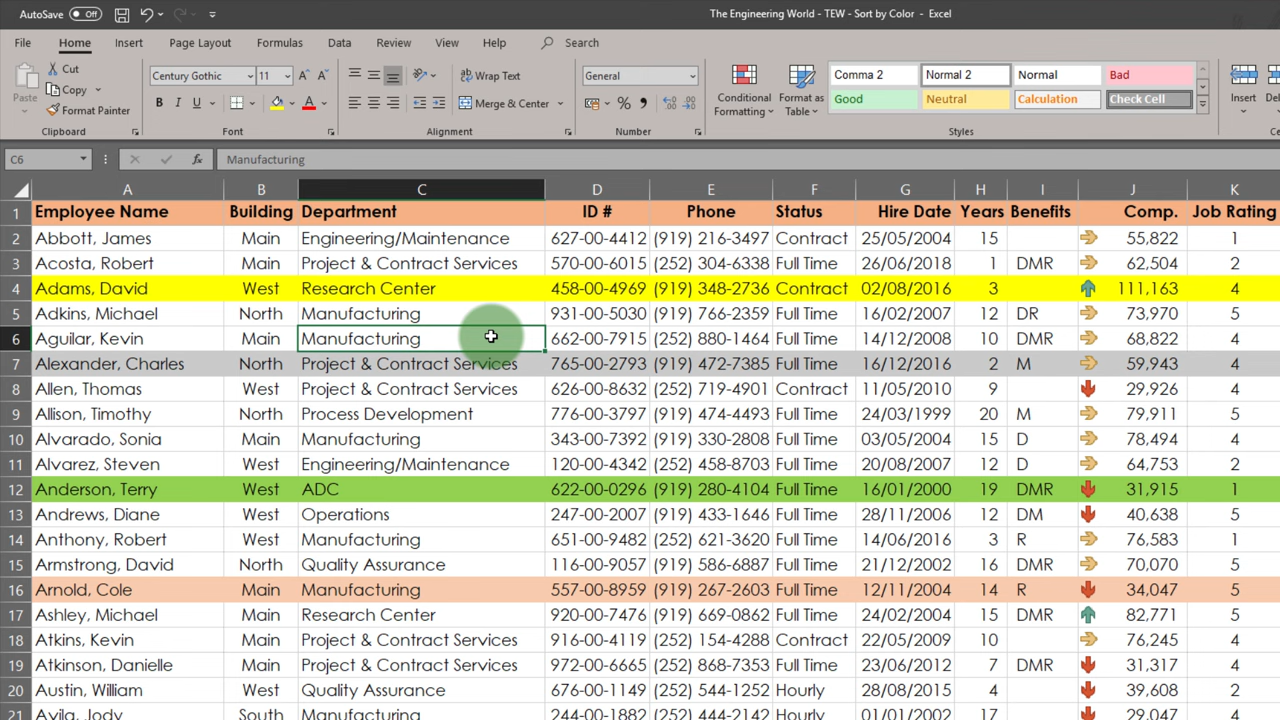 AutoSave Off The Engineering World - TEW - Sort by Color - Excel
File Home Insert Page Layout Formulas Data Review View Help Search
Paste Cut Copy Format Painter Clipboard
Century Gothic 11 B I U A A A Font
Wrap Text Merge & Center Alignment
General % Number
Conditional Formatting Format as Table
Comma 2 Normal 2 Normal Bad
Good Neutral Calculation Check Cell
Styles
Insert
C6 fx Manufacturing
A B C D E F G H I J K
1 Employee Name Building Department ID # Phone Status Hire Date Years Benefits Comp. Job Rating
2 Abbott, James Main Engineering/Maintenance 627-00-4412 (919) 216-3497 Contract 25/05/2004 15 55,822 1
3 Acosta, Robert Main Project & Contract Services 570-00-6015 (252) 304-6338 Full Time 26/06/2018 1 DMR 62,504 2
4 Adams, David West Research Center 458-00-4969 (919) 348-2736 Contract 02/08/2016 3 111,163 4
5 Adkins, Michael North Manufacturing 931-00-5030 (919) 766-2359 Full Time 16/02/2007 12 DR 73,970 5
6 Aguilar, Kevin Main Manufacturing 662-00-7915 (252) 880-1464 Full Time 14/12/2008 10 DMR 68,822 4
7 Alexander, Charles North Project & Contract Services 765-00-2793 (919) 472-7385 Full Time 16/12/2016 2 M 59,943 4
8 Allen, Thomas West Project & Contract Services 626-00-8632 (252) 719-4901 Contract 11/05/2010 9 29,926 4
9 Allison, Timothy North Process Development 776-00-3797 (919) 474-4493 Full Time 24/03/1999 20 M 79,911 5
10 Alvarado, Sonia Main Manufacturing 343-00-7392 (919) 330-2808 Full Time 03/05/2004 15 D 78,494 4
11 Alvarez, Steven West Engineering/Maintenance 120-00-4342 (252) 458-8703 Full Time 20/08/2007 12 D 64,753 2
12 Anderson, Terry West ADC 622-00-0296 (919) 280-4104 Full Time 16/01/2000 19 DMR 31,915 1
13 Andrews, Diane West Operations 247-00-2007 (919) 433-1646 Full Time 28/11/2006 12 DM 40,638 5
14 Anthony, Robert West Manufacturing 651-00-9482 (252) 621-3620 Full Time 14/06/2016 3 R 76,583 1
15 Armstrong, David North Quality Assurance 116-00-9057 (919) 586-6887 Full Time 21/12/2002 16 DMR 70,070 5
16 Arnold, Cole Main Manufacturing 557-00-8959 (919) 267-2603 Full Time 12/11/2004 14 R 34,047 5
17 Ashley, Michael Main Research Center 920-00-7476 (919) 669-0862 Full Time 24/02/2004 15 DMR 82,771 5
18 Atkins, Kevin Main Project & Contract Services 916-00-4119 (252) 154-4288 Contract 22/05/2009 10 76,245 4
19 Atkinson, Danielle Main Project & Contract Services 972-00-6665 (252) 868-7353 Full Time 23/06/2012 7 DMR 31,317 4
20 Austin, William West Quality Assurance 676-00-1149 (252) 544-1252 Hourly 28/08/2015 4 39,608 2
21 Avila, Jody South Manufacturing 244-00-1882 (252) 444-2142 Hourly 01/01/2002 17 29,047 4